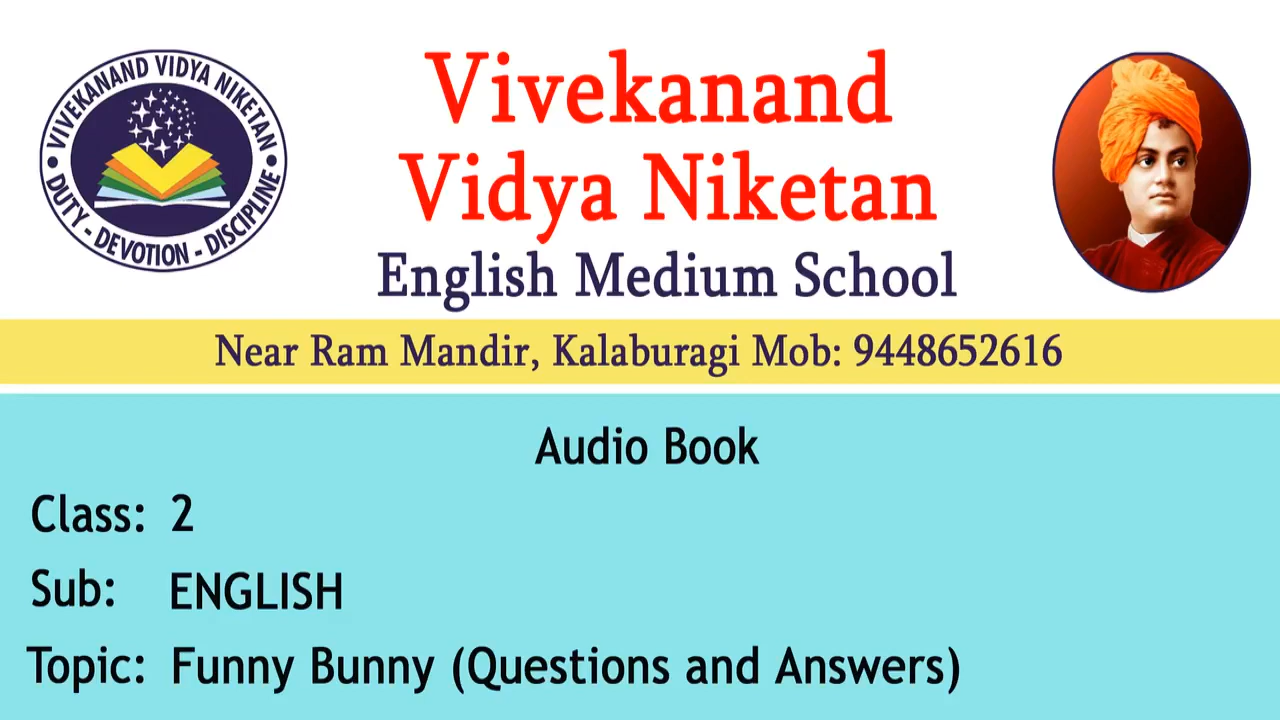 VIVEKANAND VIDYA NIKETAN
DUTY - DEVOTION - DISCIPLINE
Vivekanand
Vidya Niketan
English Medium School
Near Ram Mandir, Kalaburagi Mob: 9448652616
Audio Book
Class: 2
Sub: ENGLISH
Topic: Funny Bunny (Questions and Answers)